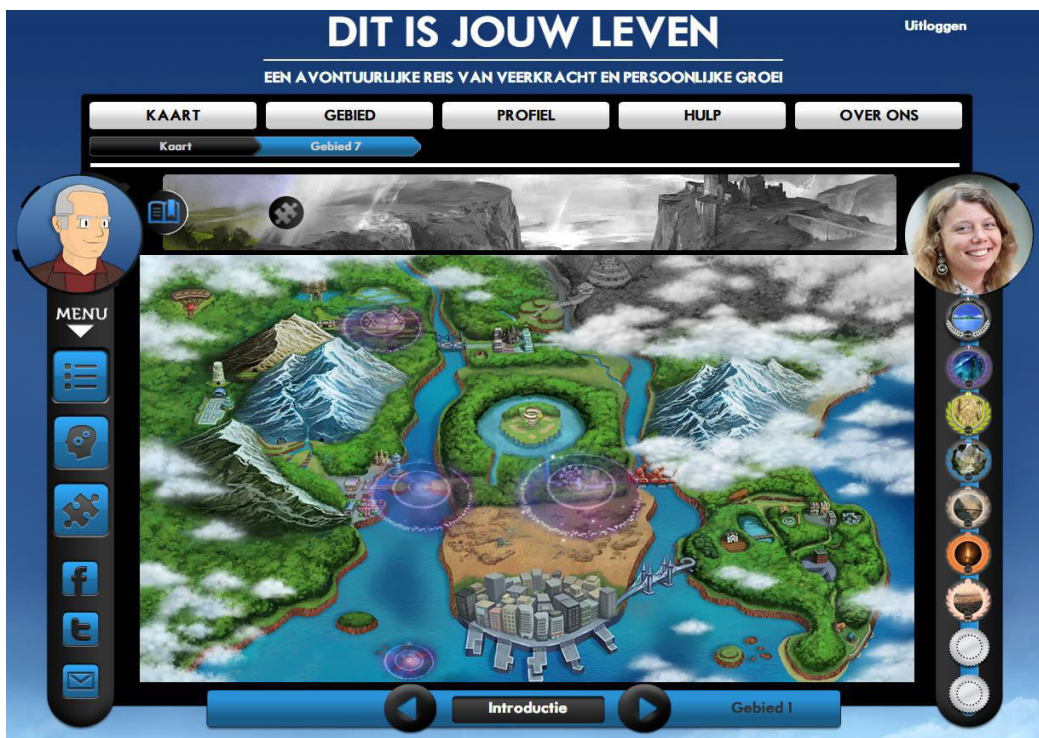 DIT IS JOUW LEVEN
Uitloggen
EEN AVONTUURLIJKE REIS VAN VEERKRACHT EN PERSOONLIJKE GROEI
KAART GEBIED PROFIEL HULP OVER ONS
Kaart Gebied 7
MENU
Introductie Gebied 1